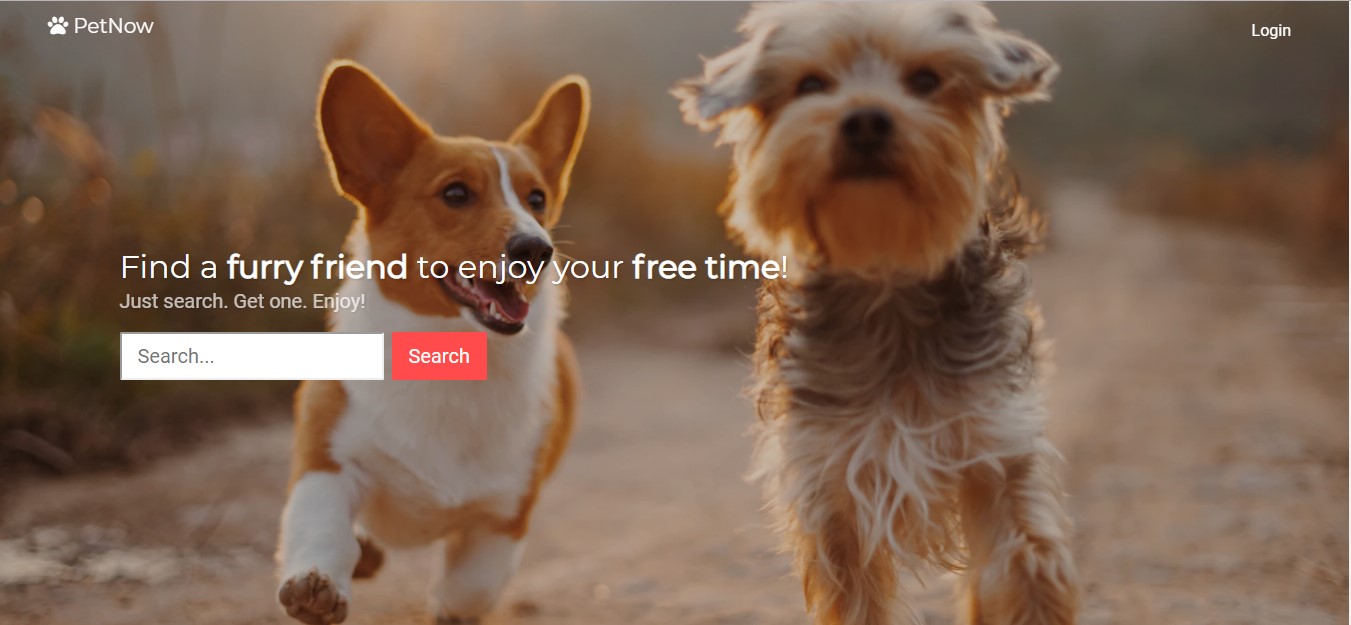 PetNow
Login
Find a furry friend to enjoy your free time!
Just search. Get one. Enjoy!
Search...
Search